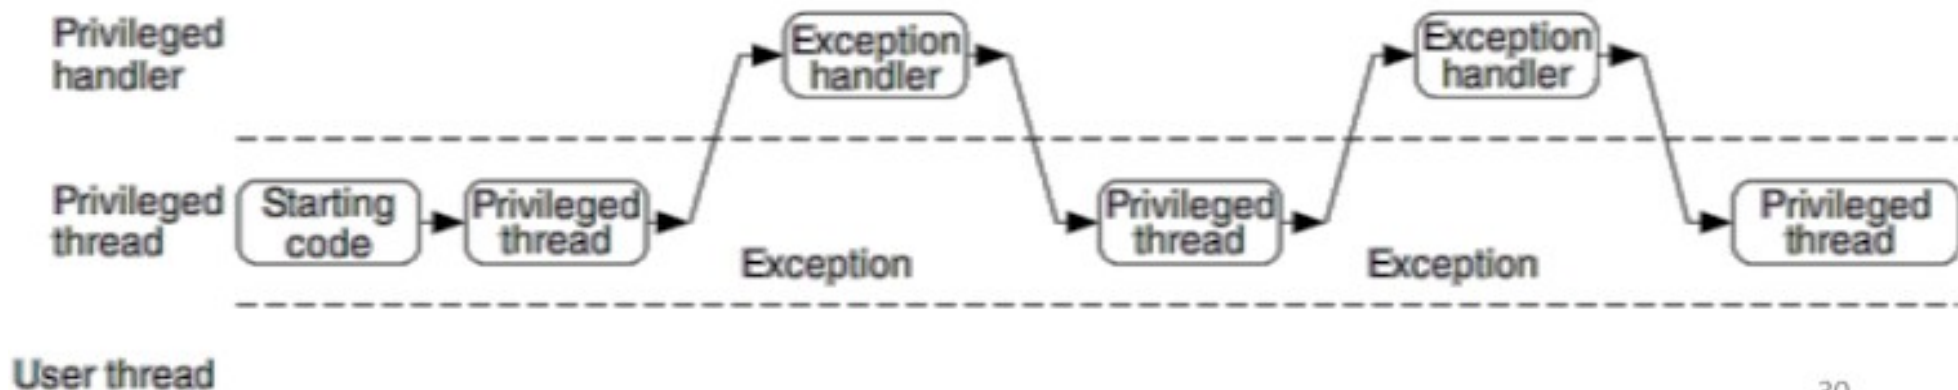 Privileged
handler
Exception
handler
Exception
handler
Privileged
thread
Starting
code
Privileged
thread
Exception
Privileged
thread
Exception
Privileged
thread
User thread